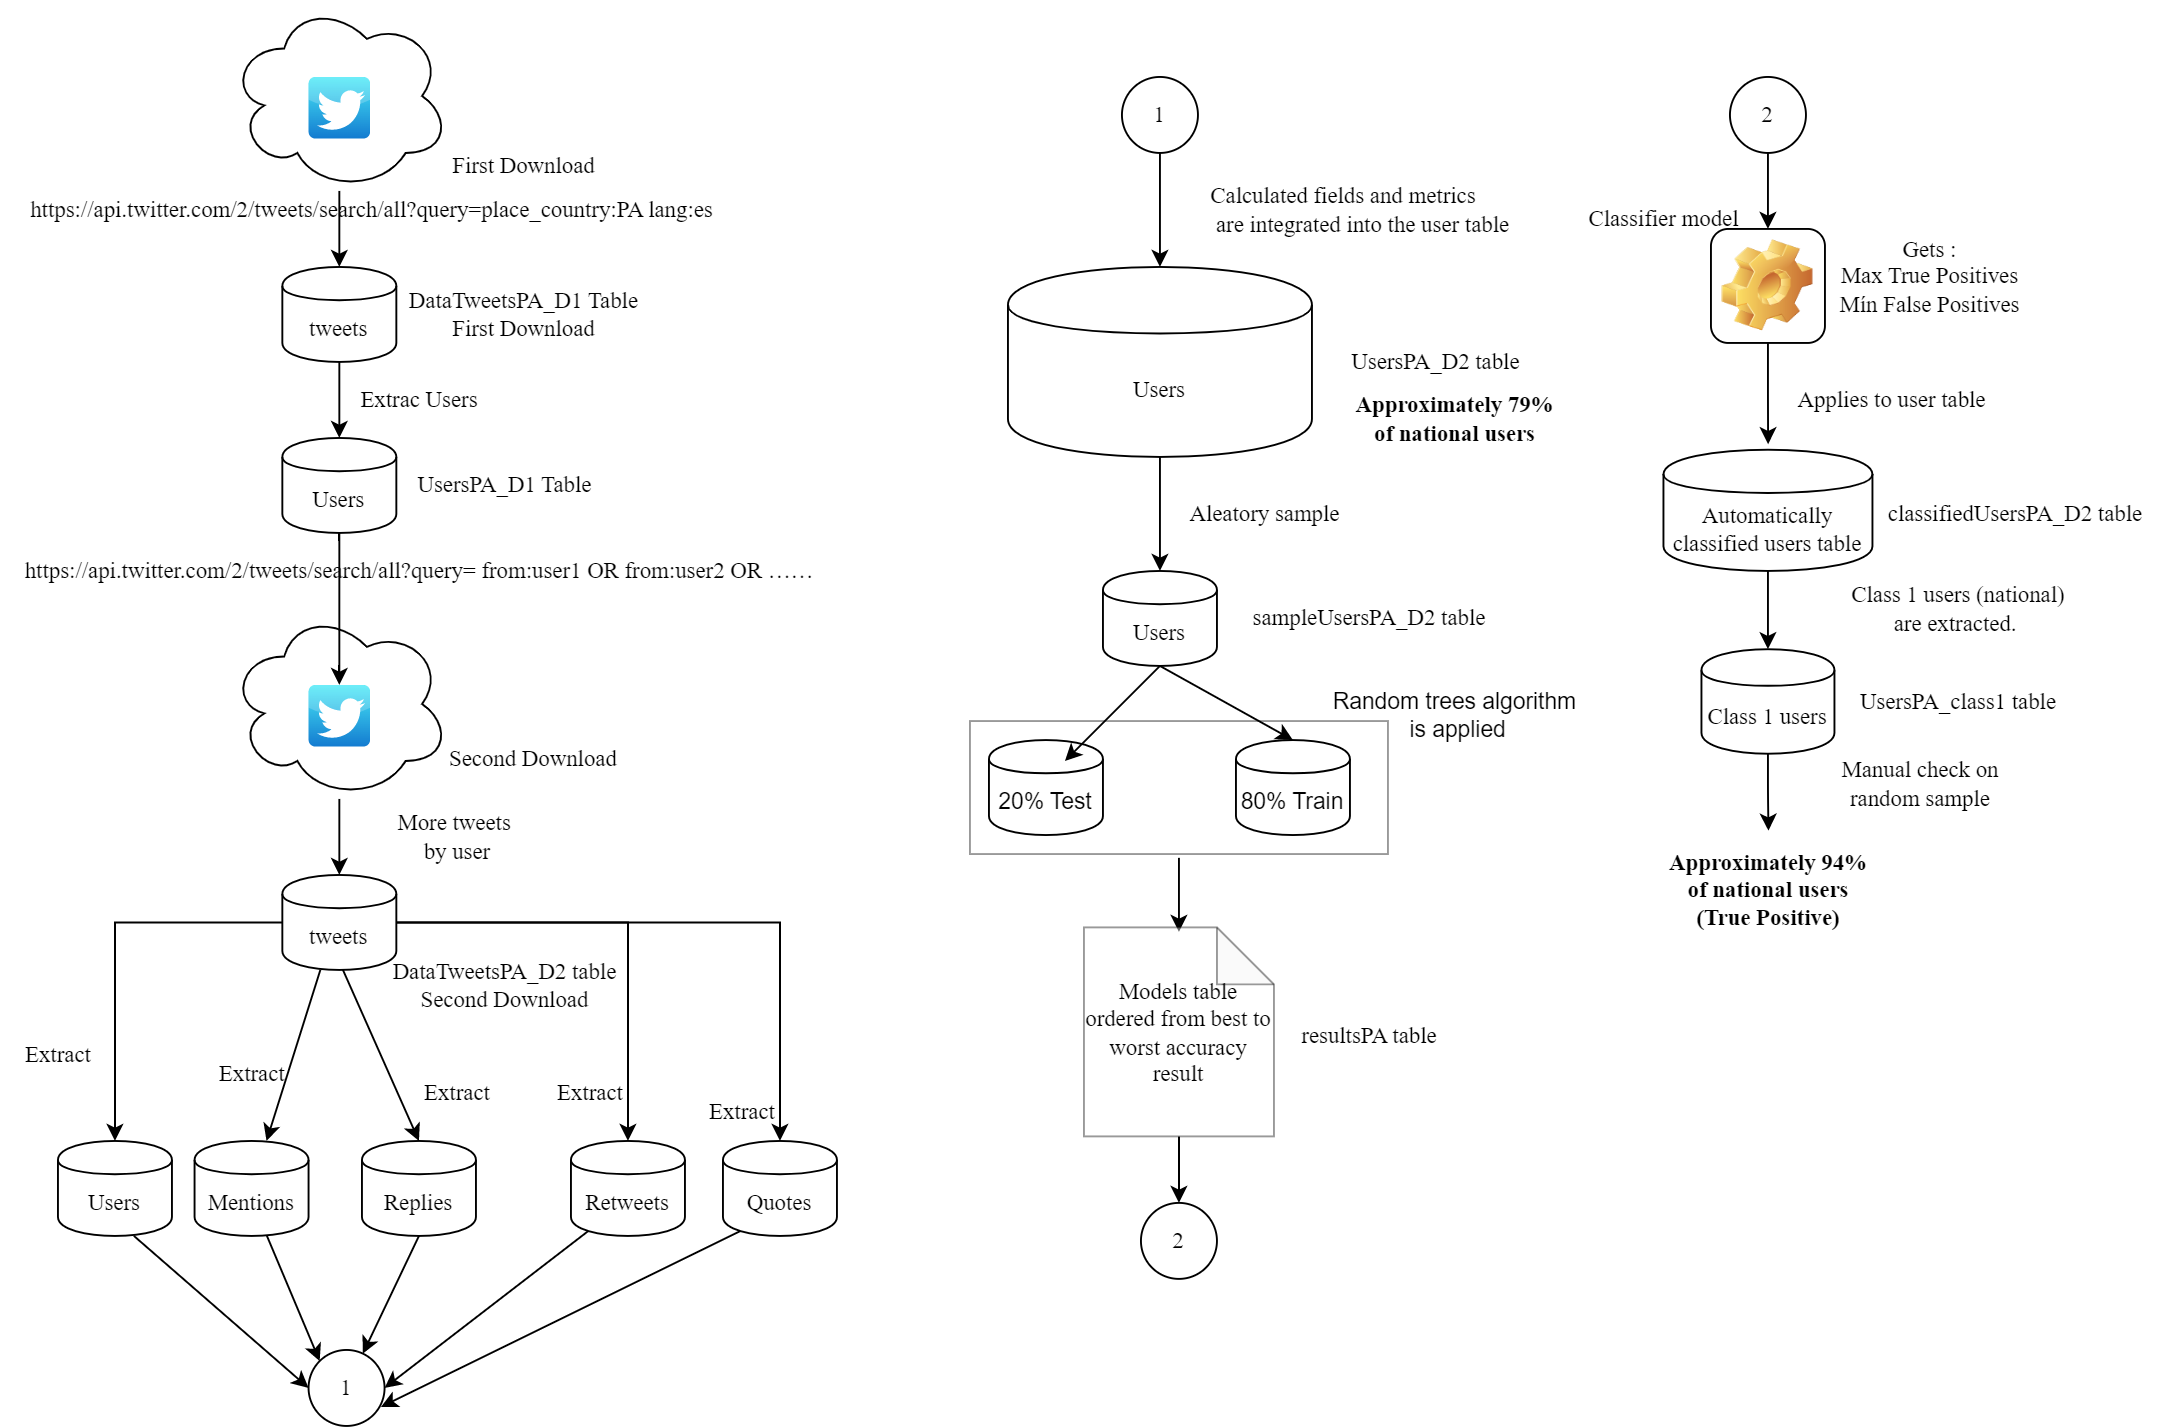 First Download
https://api.twitter.com/2/tweets/search/all?query=place_country:PA lang:es
tweets
DataTweetsPA_D1 Table
First Download
Extrac Users
Users
UsersPA_D1 Table
https://api.twitter.com/2/tweets/search/all?query= from:user1 OR from:user2 OR ……
Second Download
More tweets
by user
tweets
DataTweetsPA_D2 table
Second Download
Extract
Extract
Extract
Extract
Extract
Users
Mentions
Replies
Retweets
Quotes
1
1
Calculated fields and metrics
are integrated into the user table
Users
UsersPA_D2 table
Approximately 79%
of national users
Aleatory sample
Users
sampleUsersPA_D2 table
Random trees algorithm
is applied
20% Test
80% Train
Models table
ordered from best to
worst accuracy
result
resultsPA table
2
2
Classifier model
Gets :
Max True Positives
Mín False Positives
Applies to user table
Automatically
classified users table
classifiedUsersPA_D2 table
Class 1 users (national)
are extracted.
Class 1 users
UsersPA_class1 table
Manual check on
random sample
Approximately 94%
of national users
(True Positive)